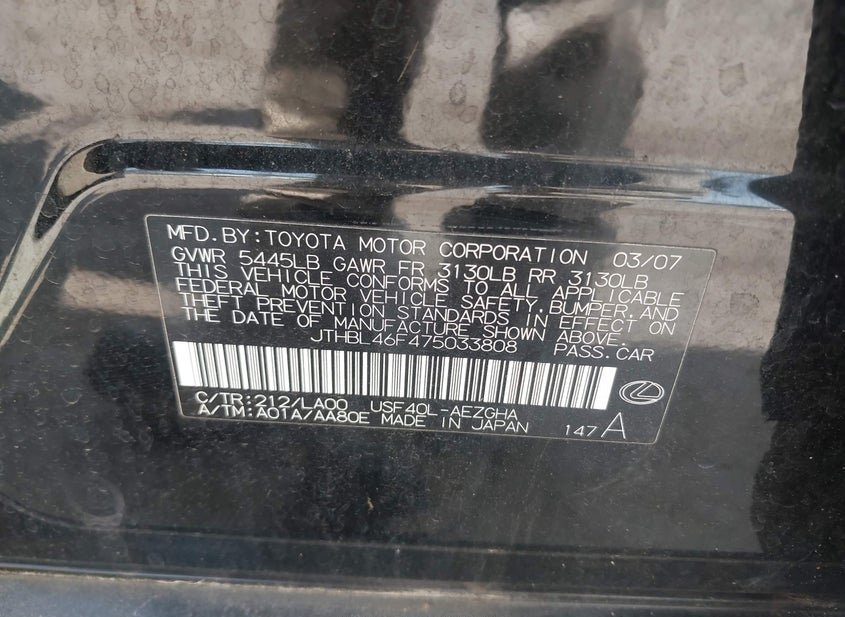 MFD.BY:TOYOTA MOTOR CORPORATION 03/07
GVWR 5445LB GAWR FR 3130LB RR 3130LB
THIS VEHICLE CONFORMS TO ALL APPLICABLE
FEDERAL MOTOR VEHICLE SAFETY,BUMPER,AND
THEFT PREVENTION STANDARDS IN EFFECT ON
THE DATE OF MANUFACTURE SHOWN ABOVE.
JTHBL46F475033808 PASS.CAR
C/TR:212/LA00 USF40L-AEZGHA
A/TM:A01A/AA80E MADE IN JAPAN 147A